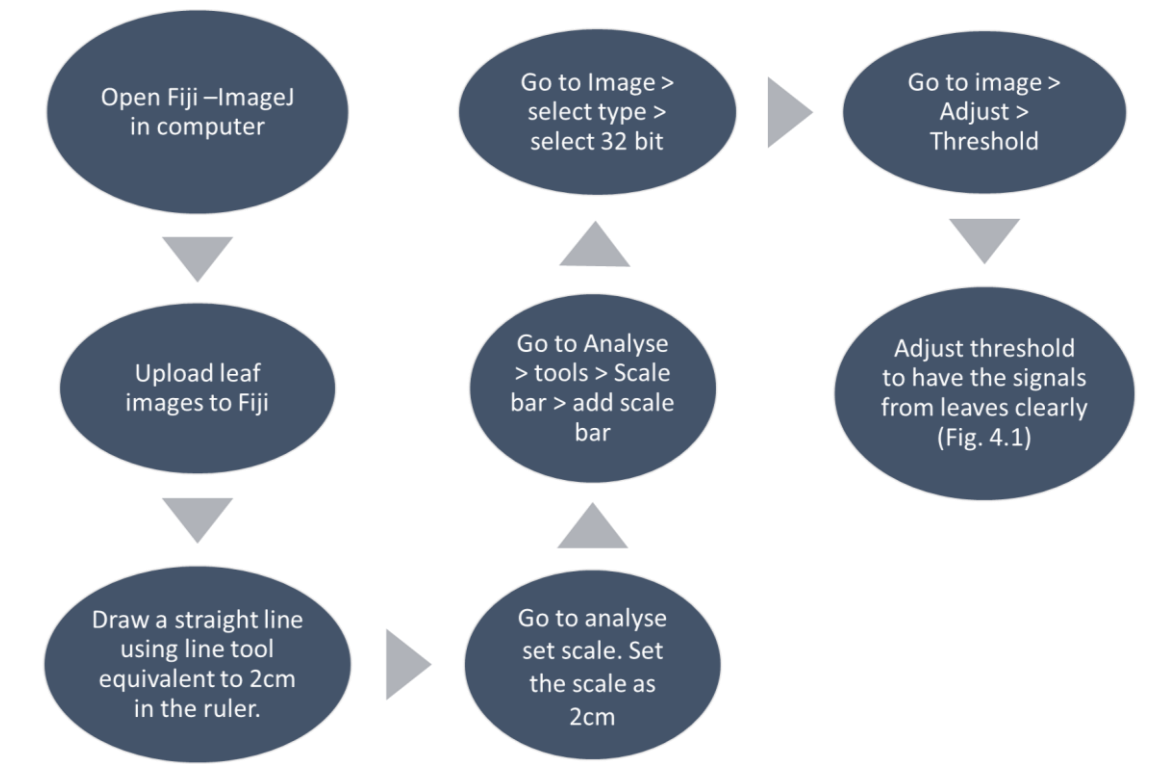 Open Fiji –ImageJ
in computer
Upload leaf
images to Fiji
Draw a straight line
using line tool
equivalent to 2cm
in the ruler.
Go to analyse
set scale. Set
the scale as
2cm
Go to Analyse
> tools > Scale
bar > add scale
bar
Go to Image >
select type >
select 32 bit
Go to image >
Adjust >
Threshold
Adjust threshold
to have the signals
from leaves clearly
(Fig. 4.1)